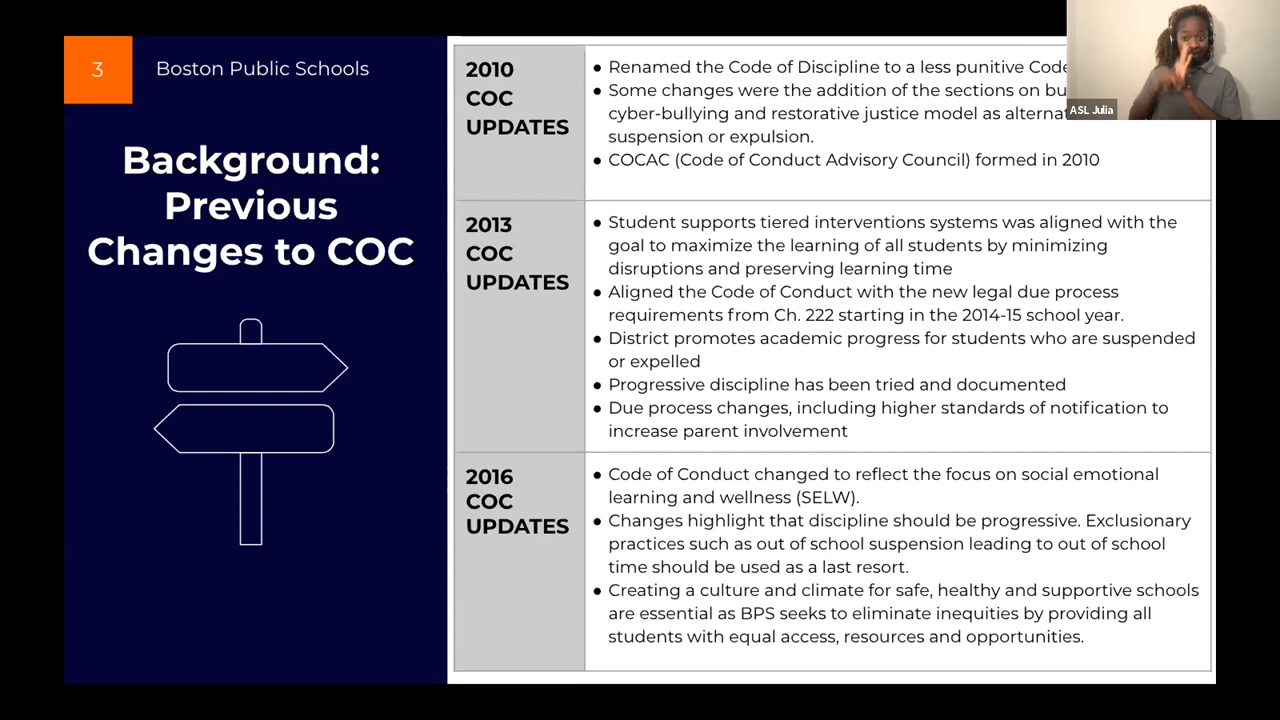 3
Boston Public Schools
Background:
Previous
Changes to COC
2010
COC
UPDATES
● Renamed the Code of Discipline to a less punitive Code
● Some changes were the addition of the sections on
cyber-bullying and restorative justice model as
suspension or expulsion.
● COCAC (Code of Conduct Advisory Council) formed in 2010
2013
COC
UPDATES
● Student supports tiered interventions systems was aligned with the
goal to maximize the learning of all students by minimizing
disruptions and preserving learning time
● Aligned the Code of Conduct with the new legal due process
requirements from Ch. 222 starting in the 2014-15 school year.
● District promotes academic progress for students who are suspended
or expelled
● Progressive discipline has been tried and documented
● Due process changes, including higher standards of notification to
increase parent involvement
2016
COC
UPDATES
● Code of Conduct changed to reflect the focus on social emotional
learning and wellness (SELW).
● Changes highlight that discipline should be progressive. Exclusionary
practices such as out of school suspension leading to out of school
time should be used as a last resort.
● Creating a culture and climate for safe, healthy and supportive schools
are essential as BPS seeks to eliminate inequities by providing all
students with equal access, resources and opportunities.
ASL Julia